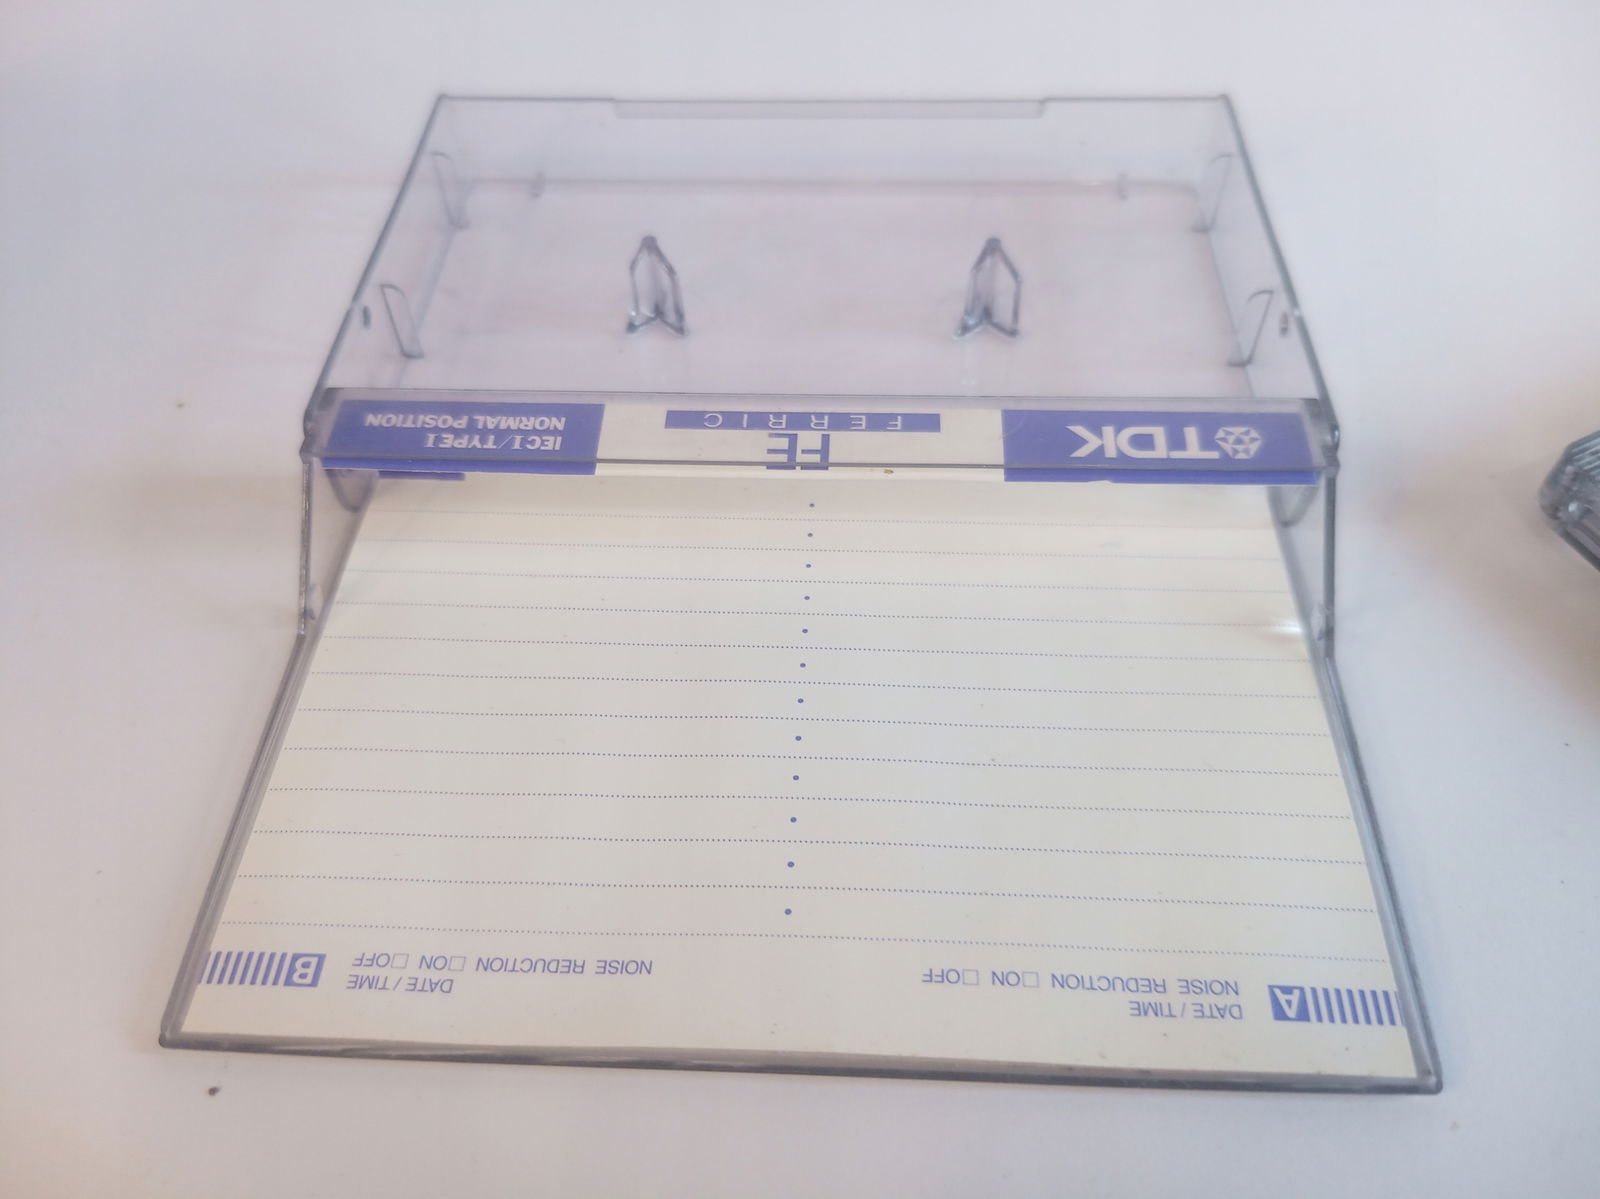 TDK
FE
FERRIC
IEC I/TYPE I
NORMAL POSITION
A
DATE / TIME
NOISE REDUCTION □ON □OFF
B
DATE / TIME
NOISE REDUCTION □ON □OFF